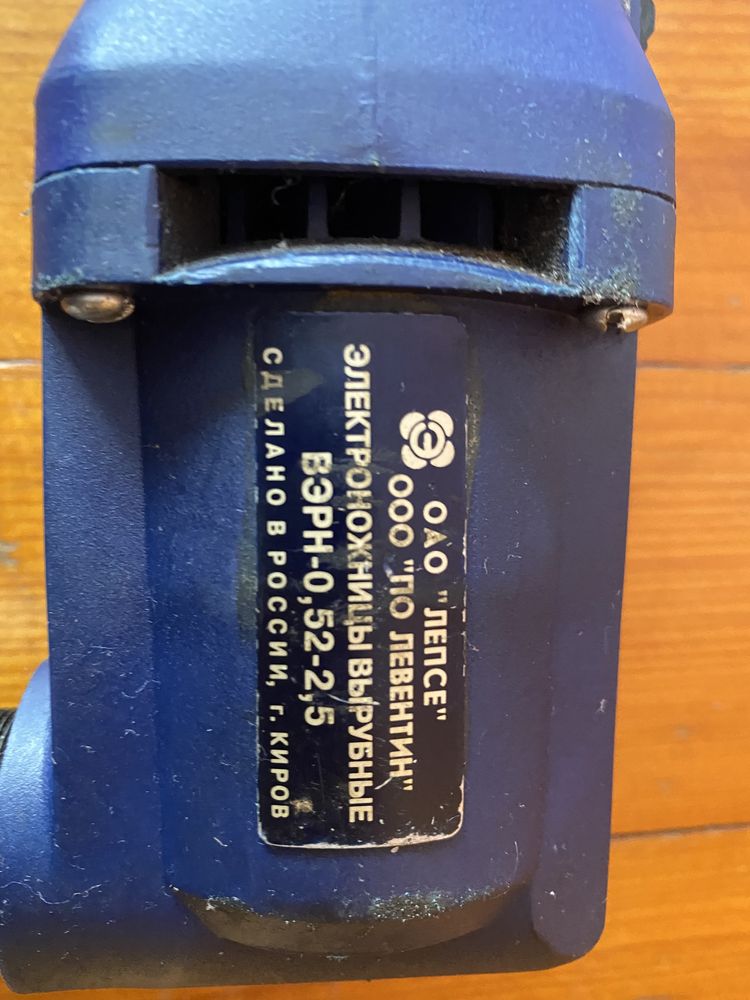 ОАО "ЛЕПСЕ"
ООО "ПО ЛЕВЕНТИН"
ЭЛЕКТРОНОЖНИЦЫ ВЫРУБНЫЕ
ВЭРН-0,52-2,5
СДЕЛАНО В РОССИИ, г. КИРОВ